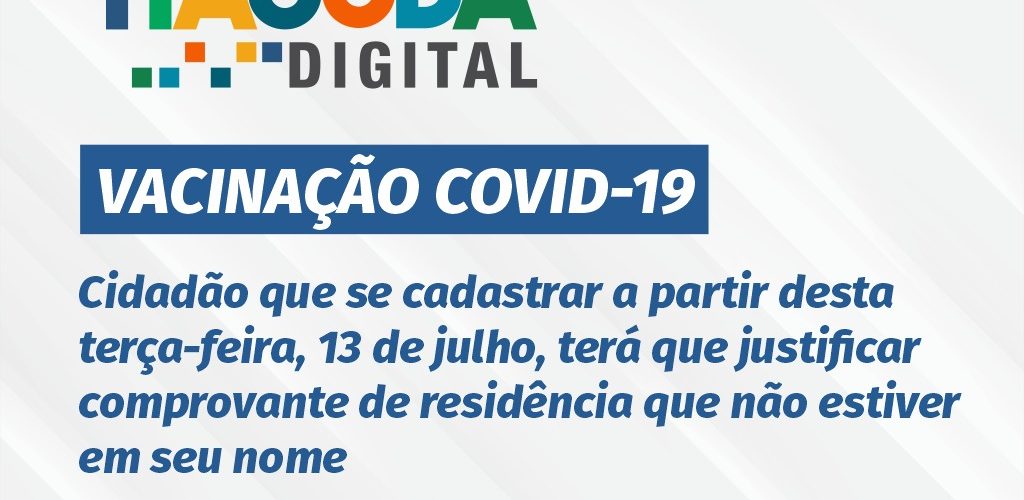 DIGITAL
VACINAÇÃO COVID-19
Cidadão que se cadastrar a partir desta
terça-feira, 13 de julho, terá que justificar
comprovante de residência que não estiver
em seu nome